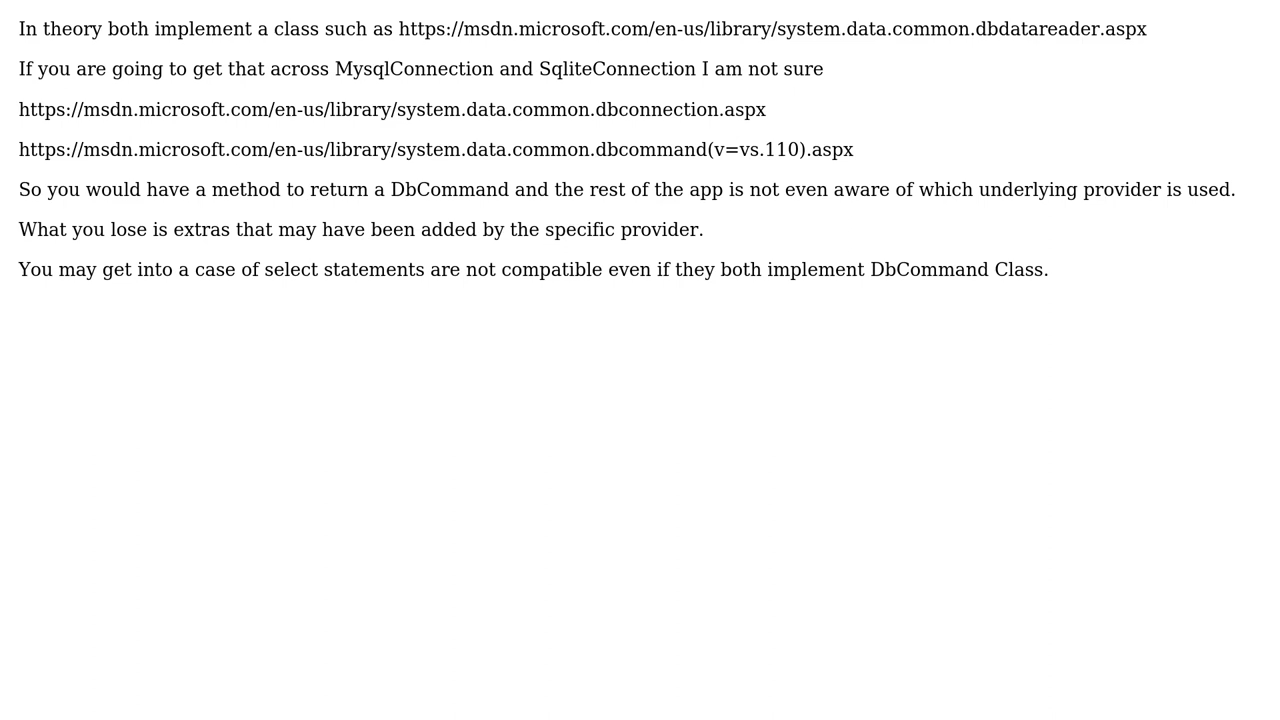 In theory both implement a class such as https://msdn.microsoft.com/en-us/library/system.data.common.dbdatareader.aspx
If you are going to get that across MysqlConnection and SqliteConnection I am not sure
https://msdn.microsoft.com/en-us/library/system.data.common.dbconnection.aspx
https://msdn.microsoft.com/en-us/library/system.data.common.dbcommand(v=vs.110).aspx
So you would have a method to return a DbCommand and the rest of the app is not even aware of which underlying provider is used.
What you lose is extras that may have been added by the specific provider.
You may get into a case of select statements are not compatible even if they both implement DbCommand Class.